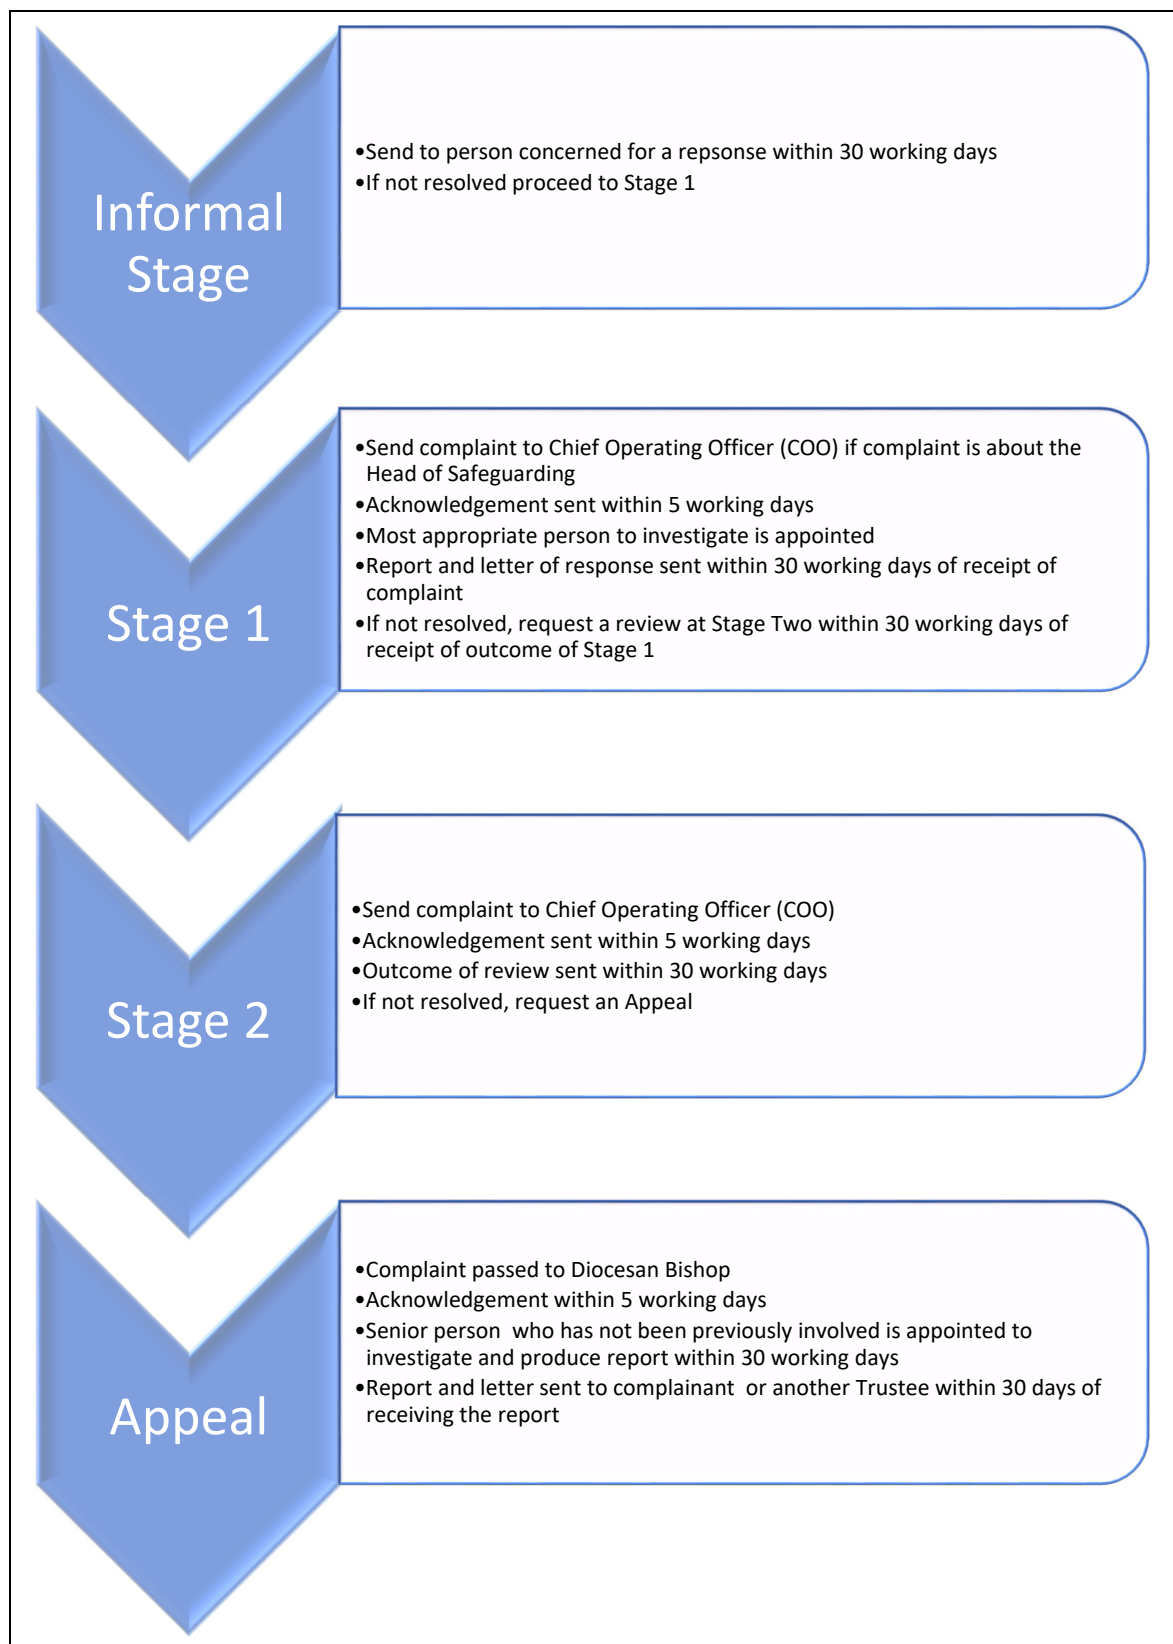 Informal
Stage
•Send to person concerned for a repsonse within 30 working days
•If not resolved proceed to Stage 1
Stage 1
•Send complaint to Chief Operating Officer (COO) if complaint is about the
Head of Safeguarding
•Acknowledgement sent within 5 working days
•Most appropriate person to investigate is appointed
•Report and letter of response sent within 30 working days of receipt of
complaint
•If not resolved, request a review at Stage Two within 30 working days of
receipt of outcome of Stage 1
Stage 2
•Send complaint to Chief Operating Officer (COO)
•Acknowledgement sent within 5 working days
•Outcome of review sent within 30 working days
•If not resolved, request an Appeal
Appeal
•Complaint passed to Diocesan Bishop
•Acknowledgement within 5 working days
•Senior person  who has not been previously involved is appointed to
investigate and produce report within 30 working days
•Report and letter sent to complainant  or another Trustee within 30 days of
receiving the report